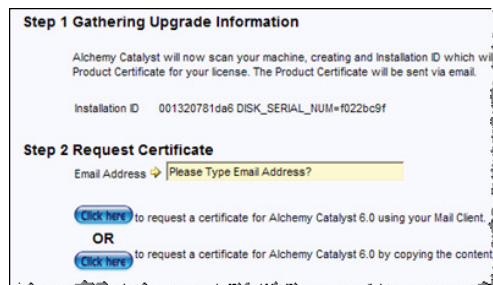 Step 1 Gathering Upgrade Information
Alchemy Catalyst will now scan your machine, creating and Installation ID which
Product Certificate for your license. The Product Certificate will be sent via email.
Installation ID 001320781da6 DISK_SERIAL_NUM=f022bc9f
Step 2 Request Certificate
Email Address Please Type Email Address?
Click here to request a certificate for Alchemy Catalyst 6.0 using your Mail Client.
OR
Click here to request a certificate for Alchemy Catalyst 6.0 by copying the content